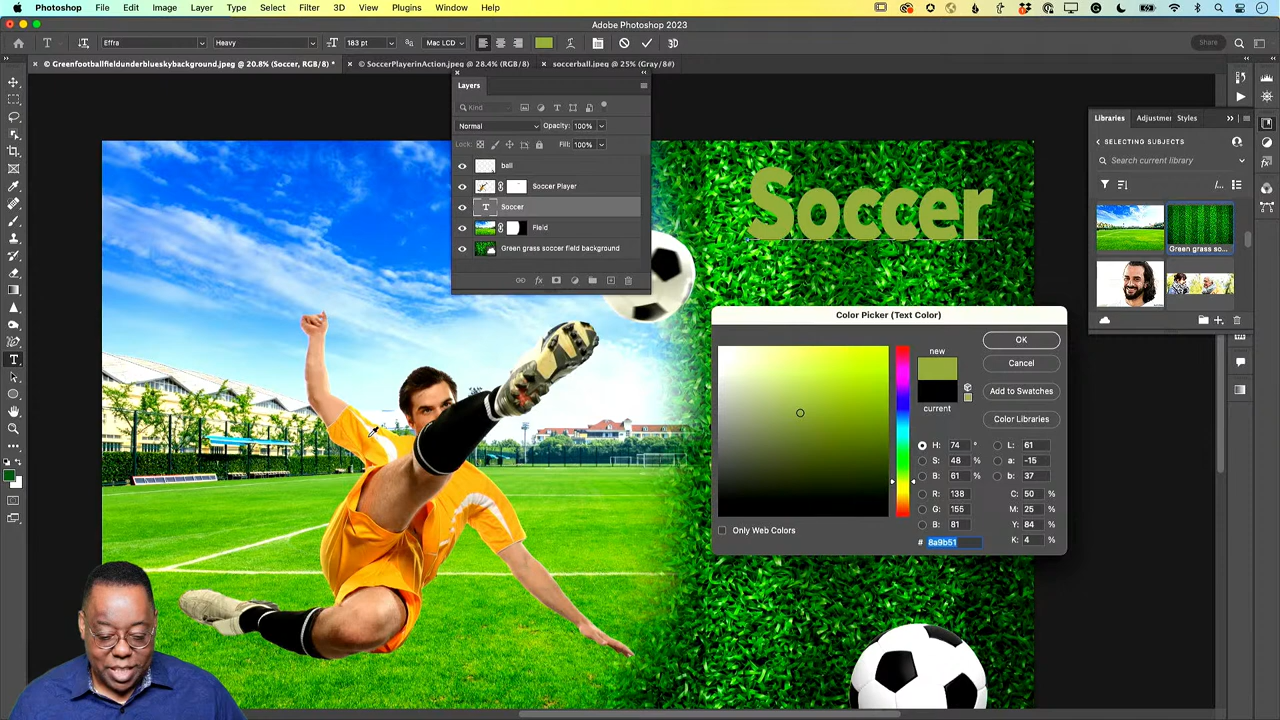 Photoshop File Edit Image Layer Type Select Filter 3D View Plugins Window Help
Adobe Photoshop 2023
Effra Heavy 183 pt Mac LCD 3D Share
© Greenfootballfieldunderblueskybackground.jpeg @ 20.8% (Soccer, RGB/8) *
© SoccerPlayerinAction.jpeg @ 28.4% (RGB/8)
soccerball.jpeg @ 25% (Gray/8#)
Layers
Kind
Normal Opacity: 100%
Lock: Fill: 100%
ball
Soccer Player
T Soccer
Field
Green grass soccer field background
fx
Soccer
Libraries Adjustmer Styles
SELECTING SUBJECTS
Search current library
Green grass so...
Color Picker (Text Color)
new
current
OK
Cancel
Add to Swatches
Color Libraries
H: 74 °
S: 48 %
B: 61 %
R: 138
G: 155
B: 81
L: 61
a: -15
b: 37
C: 50 %
M: 25 %
Y: 84 %
K: 4 %
# 8a9b51
Only Web Colors